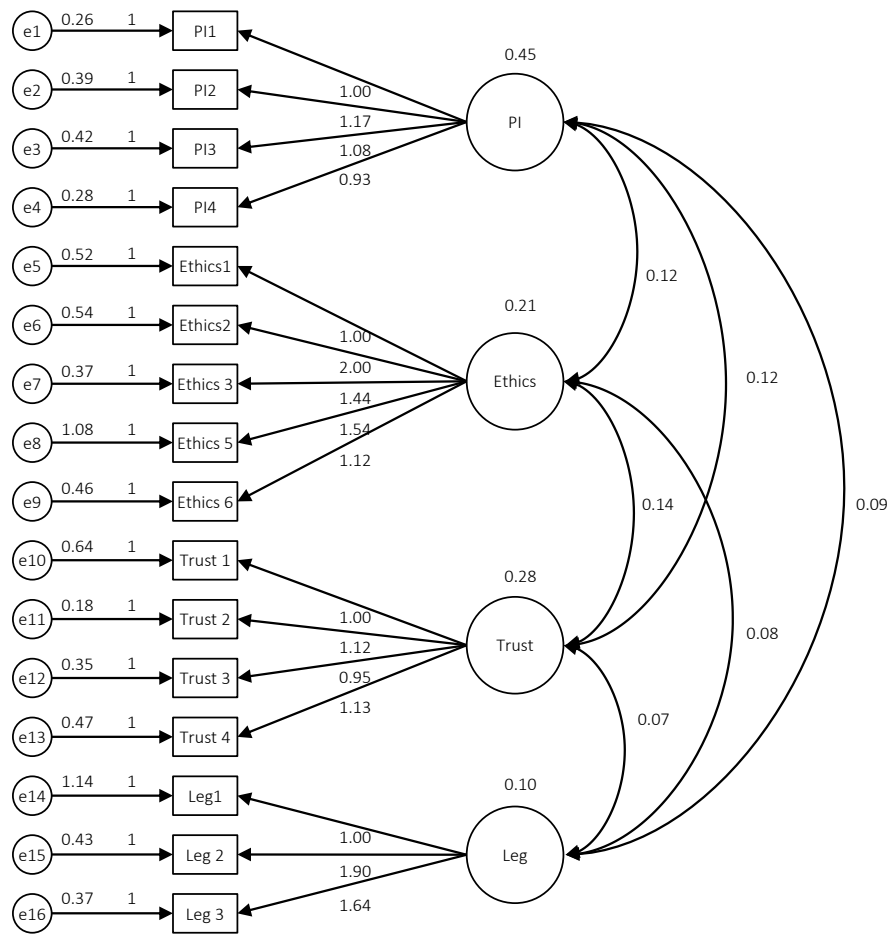 e1 0.26 1 PI1
e2 0.39 1 PI2
e3 0.42 1 PI3
e4 0.28 1 PI4
e5 0.52 1 Ethics1
e6 0.54 1 Ethics2
e7 0.37 1 Ethics 3
e8 1.08 1 Ethics 5
e9 0.46 1 Ethics 6
e10 0.64 1 Trust 1
e11 0.18 1 Trust 2
e12 0.35 1 Trust 3
e13 0.47 1 Trust 4
e14 1.14 1 Leg1
e15 0.43 1 Leg 2
e16 0.37 1 Leg 3
1.00
1.17
1.08
0.93
1.00
2.00
1.44
1.54
1.12
1.00
1.12
0.95
1.13
1.00
1.90
1.64
0.45
PI
0.21
Ethics
0.28
Trust
0.10
Leg
0.12
0.12
0.14
0.09
0.08
0.07